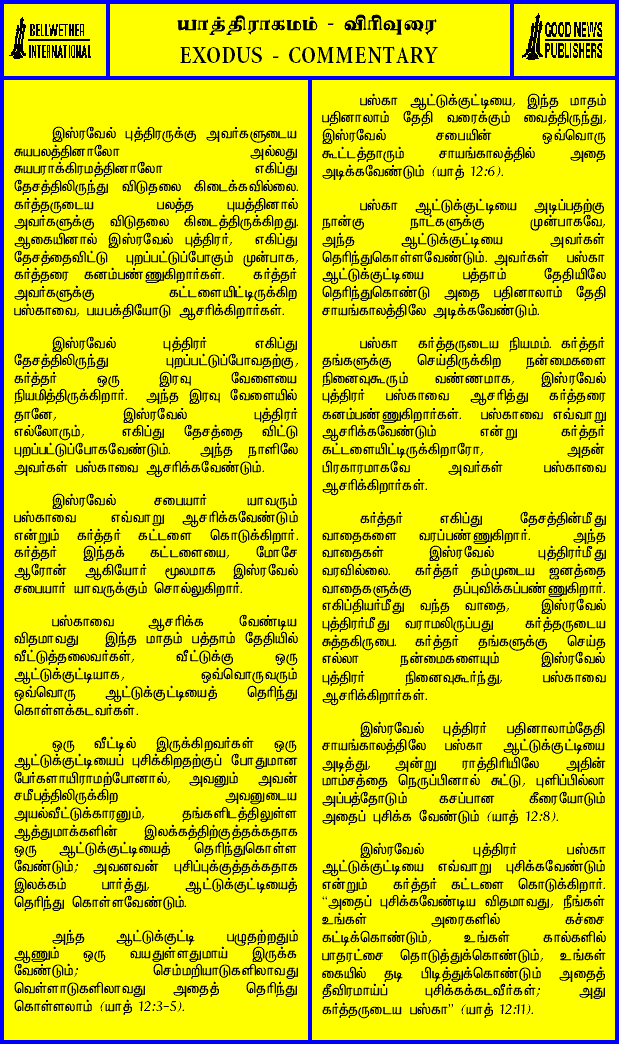 BELLWETHER
INTERNATIONAL
யாத்திராகமம் - விரிவுரை
EXODUS - COMMENTARY
GOOD NEWS
PUBLISHERS
இஸ்ரவேல் புத்திரருக்கு அவர்களுடைய
சுயபலத்தினாலோ அல்லது
சுயபராக்கிரமத்தினாலோ எகிப்து
தேசத்திலிருந்து விடுதலை கிடைக்கவில்லை.
கர்த்தருடைய பலத்த புயத்தினால்
அவர்களுக்கு விடுதலை கிடைத்திருக்கிறது.
ஆகையினால் இஸ்ரவேல் புத்திரர், எகிப்து
தேசத்தைவிட்டு புறப்பட்டுப்போகும் முன்பாக,
கர்த்தரை கனம்பண்ணுகிறார்கள். கர்த்தர்
அவர்களுக்கு கட்டளையிட்டிருக்கிற
பஸ்காவை, பயபக்தியோடு ஆசரிக்கிறார்கள்.
இஸ்ரவேல் புத்திரர் எகிப்து
தேசத்திலிருந்து புறப்பட்டுப்போவதற்கு,
கர்த்தர் ஒரு இரவு வேளையை
நியமித்திருக்கிறார். அந்த இரவு வேளையில்
தானே, இஸ்ரவேல் புத்திரர்
எல்லோரும், எகிப்து தேசத்தை விட்டு
புறப்பட்டுப்போகவேண்டும். அந்த நாளிலே
அவர்கள் பஸ்காவை ஆசரிக்கவேண்டும்.
இஸ்ரவேல் சபையார் யாவரும்
பஸ்காவை எவ்வாறு ஆசரிக்கவேண்டும்
என்றும் கர்த்தர் கட்டளை கொடுக்கிறார்.
கர்த்தர் இந்தக் கட்டளையை, மோசே
ஆரோன் ஆகியோர் மூலமாக இஸ்ரவேல்
சபையார் யாவருக்கும் சொல்லுகிறார்.
பஸ்காவை ஆசரிக்க வேண்டிய
விதமாவது இந்த மாதம் பத்தாம் தேதியில்
வீட்டுத்தலைவர்கள், வீட்டுக்கு ஒரு
ஆட்டுக்குட்டியாக, ஒவ்வொருவரும்
ஒவ்வொரு ஆட்டுக்குட்டியைத் தெரிந்து
கொள்ளக்கடவர்கள்.
ஒரு வீட்டில் இருக்கிறவர்கள் ஒரு
ஆட்டுக்குட்டியைப் புசிக்கிறதற்குப் போதுமான
பேர்களாயிராமற்போனால், அவனும் அவன்
சமீபத்திலிருக்கிற அவனுடைய
அயல்வீட்டுக்காரனும், தங்களிடத்திலுள்ள
ஆத்துமாக்களின் இலக்கத்திற்குத்தக்கதாக
ஒரு ஆட்டுக்குட்டியைத் தெரிந்துகொள்ள
வேண்டும்; அவனவன் புசிப்புக்குத்தக்கதாக
இலக்கம் பார்த்து, ஆட்டுக்குட்டியைத்
தெரிந்து கொள்ளவேண்டும்.
அந்த ஆட்டுக்குட்டி பழுதற்றதும்
ஆணும் ஒரு வயதுள்ளதுமாய் இருக்க
வேண்டும்; செம்மறியாடுகளிலாவது
வெள்ளாடுகளிலாவது அதைத் தெரிந்து
கொள்ளலாம் (யாத் 12:3-5).
பஸ்கா ஆட்டுக்குட்டியை, இந்த மாதம்
பதினாலாம் தேதி வரைக்கும் வைத்திருந்து,
இஸ்ரவேல் சபையின் ஒவ்வொரு
கூட்டத்தாரும் சாயங்காலத்தில் அதை
அடிக்கவேண்டும் (யாத் 12:6).
பஸ்கா ஆட்டுக்குட்டியை அடிப்பதற்கு
நான்கு நாட்களுக்கு முன்பாகவே,
அந்த ஆட்டுக்குட்டியை அவர்கள்
தெரிந்துகொள்ளவேண்டும். அவர்கள் பஸ்கா
ஆட்டுக்குட்டியை பத்தாம் தேதியிலே
தெரிந்துகொண்டு அதை பதினாலாம் தேதி
சாயங்காலத்திலே அடிக்கவேண்டும்.
பஸ்கா கர்த்தருடைய நியமம். கர்த்தர்
தங்களுக்கு செய்திருக்கிற நன்மைகளை
நினைவுகூரும் வண்ணமாக, இஸ்ரவேல்
புத்திரர் பஸ்காவை ஆசரித்து கர்த்தரை
கனம்பண்ணுகிறார்கள். பஸ்காவை எவ்வாறு
ஆசரிக்கவேண்டும் என்று கர்த்தர்
கட்டளையிட்டிருக்கிறாரோ, அதன்
பிரகாரமாகவே அவர்கள் பஸ்காவை
ஆசரிக்கிறார்கள்.
கர்த்தர் எகிப்து தேசத்தின்மீது
வாதைகளை வரப்பண்ணுகிறார். அந்த
வாதைகள் இஸ்ரவேல் புத்திரர்மீது
வரவில்லை. கர்த்தர் தம்முடைய ஜனத்தை
வாதைகளுக்கு தப்புவிக்கப்பண்ணுகிறார்.
எகிப்தியர்மீது வந்த வாதை, இஸ்ரவேல்
புத்திரர்மீது வராமலிருப்பது கர்த்தருடைய
சுத்தகிருபை. கர்த்தர் தங்களுக்கு செய்த
எல்லா நன்மைகளையும் இஸ்ரவேல்
புத்திரர் நினைவுகூர்ந்து, பஸ்காவை
ஆசரிக்கிறார்கள்.
இஸ்ரவேல் புத்திரர் பதினாலாம்தேதி
சாயங்காலத்திலே பஸ்கா ஆட்டுக்குட்டியை
அடித்து, அன்று ராத்திரியிலே அதின்
மாம்சத்தை நெருப்பினால் சுட்டு, புளிப்பில்லா
அப்பத்தோடும் கசப்பான கீரையோடும்
அதைப் புசிக்க வேண்டும் (யாத் 12:8).
இஸ்ரவேல் புத்திரர் பஸ்கா
ஆட்டுக்குட்டியை எவ்வாறு புசிக்கவேண்டும்
என்றும் கர்த்தர் கட்டளை கொடுக்கிறார்.
"அதைப் புசிக்கவேண்டிய விதமாவது, நீங்கள்
உங்கள் அரைகளில் கச்சை
கட்டிக்கொண்டும், உங்கள் கால்களில்
பாதரட்சை தொடுத்துக்கொண்டும், உங்கள்
கையில் தடி பிடித்துக்கொண்டும் அதைத்
தீவிரமாய்ப் புசிக்கக்கடவீர்கள்; அது
கர்த்தருடைய பஸ்கா" (யாத் 12:11).